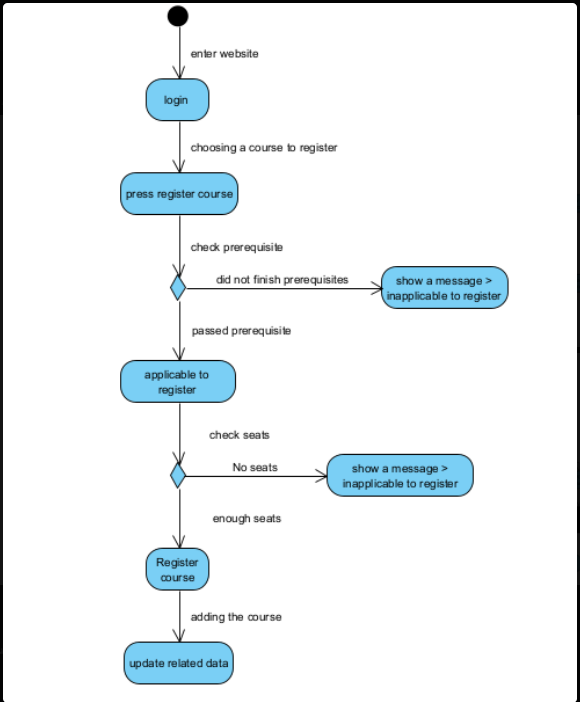 enter website
login
choosing a course to register
press register course
check prerequisite
did not finish prerequisites
show a message >
inapplicable to register
passed prerequisite
applicable to
register
check seats
No seats
show a message >
inapplicable to register
enough seats
Register
course
adding the course
update related data